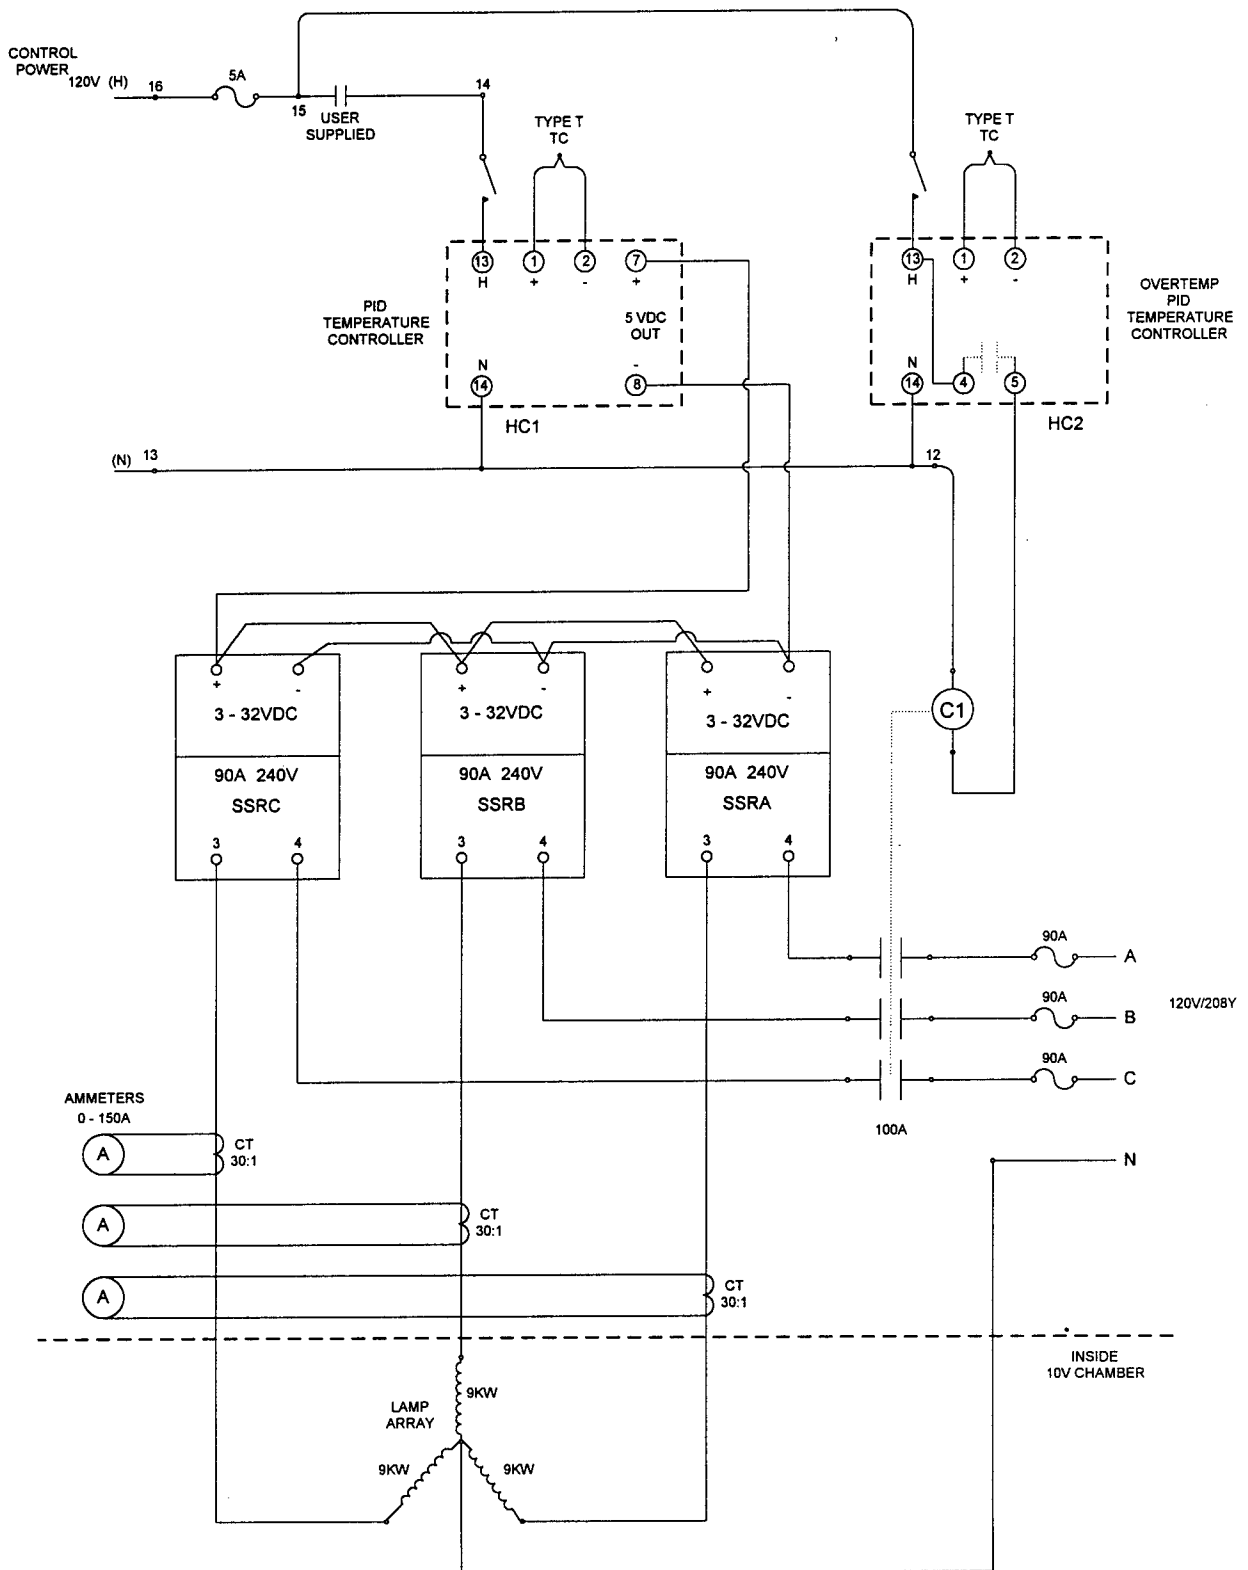 CONTROL
POWER
120V (H)
16
5A
15
USER
SUPPLIED
14
TYPE T
TC
TYPE T
TC
13
H
1
+
2
-
7
+
PID
TEMPERATURE
CONTROLLER
5 VDC
OUT
N
14
-
8
HC1
13
H
1
+
2
-
OVERTEMP
PID
TEMPERATURE
CONTROLLER
N
14
4
5
HC2
(N)
13
12
+
-
3 - 32VDC
90A 240V
SSRC
3
4
+
-
3 - 32VDC
90A 240V
SSRB
3
4
+
-
3 - 32VDC
90A 240V
SSRA
3
4
C1
90A
A
90A
B
120V/208Y
90A
C
100A
N
AMMETERS
0 - 150A
A
CT
30:1
A
CT
30:1
A
CT
30:1
INSIDE
10V CHAMBER
LAMP
ARRAY
9KW
9KW
9KW